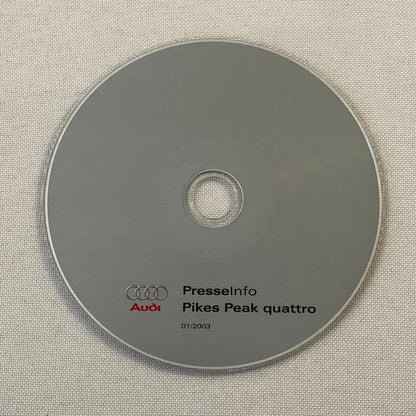 PresseInfo
Audi Pikes Peak quattro
01/2003